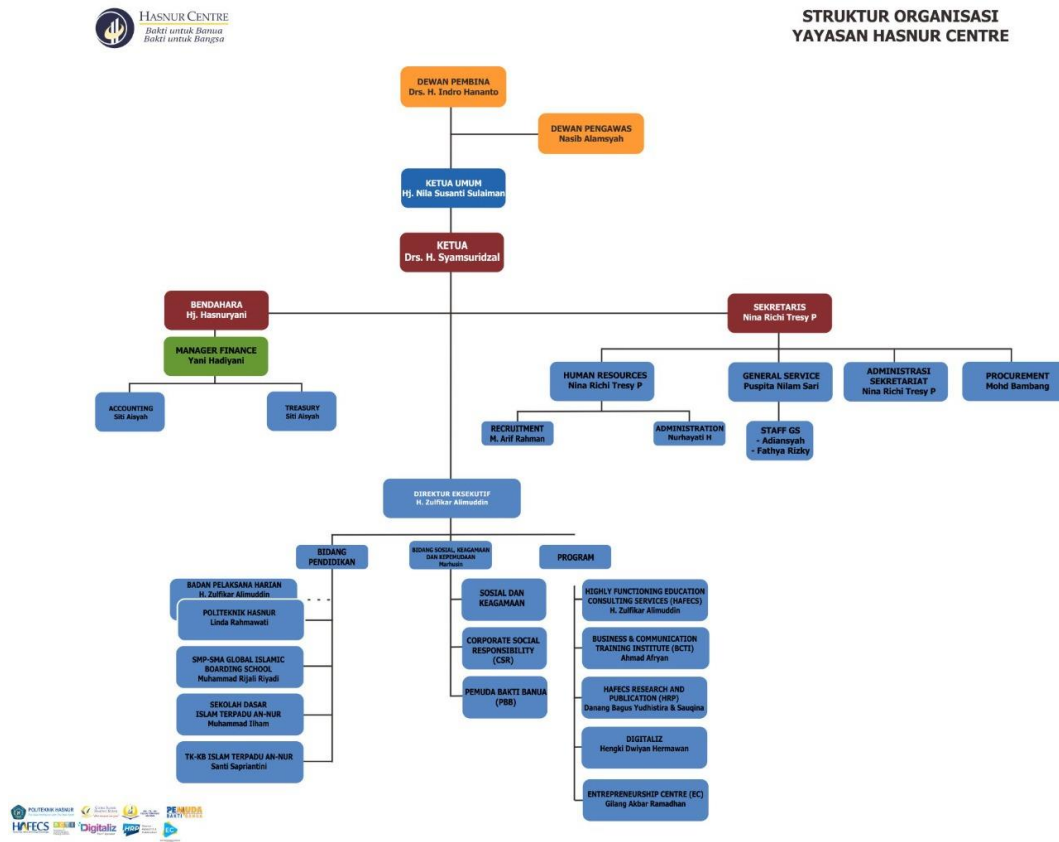 HASNUR CENTRE
Bakti untuk Banua
Bakti untuk Bangsa
STRUKTUR ORGANISASI
YAYASAN HASNUR CENTRE
DEWAN PEMBINA
Drs. H. Indro Hananto
DEWAN PENGAWAS
Nasib Alamsyah
KETUA UMUM
Hj. Nila Susanti Sulaiman
KETUA
Drs. H. Syamsuridzal
BENDAHARA
Hj. Hasnuryani
SEKRETARIS
Nina Richi Tresy P
MANAGER FINANCE
Yani Hadiyani
ACCOUNTING
Siti Aisyah
TREASURY
Siti Aisyah
HUMAN RESOURCES
Nina Richi Tresy P
GENERAL SERVICE
Puspita Nilam Sari
ADMINISTRASI
SEKRETARIAT
Nina Richi Tresy P
PROCUREMENT
Mohd Bambang
RECRUITMENT
M. Arif Rahman
ADMINISTRATION
Nurhayati H
STAFF GS
- Adiansyah
- Fathya Rizky
DIREKTUR EKSEKUTIF
H. Zulfikar Alimuddin
BIDANG
PENDIDIKAN
BIDANG SOSIAL, KEAGAMAAN
DAN KEPEMUDAAN
Marhusin
PROGRAM
BADAN PELAKSANA HARIAN
H. Zulfikar Alimuddin
POLITEKNIK HASNUR
Linda Rahmawati
SMP-SMA GLOBAL ISLAMIC
BOARDING SCHOOL
Muhammad Rijali Riyadi
SEKOLAH DASAR
ISLAM TERPADU AN-NUR
Muhammad Ilham
TK-KB ISLAM TERPADU AN-NUR
Santi Sapriantini
SOSIAL DAN
KEAGAMAAN
CORPORATE SOCIAL
RESPONSIBILITY
(CSR)
PEMUDA BAKTI BANUA
(PBB)
HIGHLY FUNCTIONING EDUCATION
CONSULTING SERVICES (HAFECS)
H. Zulfikar Alimuddin
BUSINESS & COMMUNICATION
TRAINING INSTITUTE (BCTI)
Ahmad Afryan
HAFECS RESEARCH AND
PUBLICATION (HRP)
Danang Bagus Yudhistira & Sauqina
DIGITALIZ
Hengki Dwiyan Hermawan
ENTREPRENEURSHIP CENTRE (EC)
Gilang Akbar Ramadhan
POLITEKNIK HASNUR
PEMUDA
BAKTI BANUA
HAFECS
Digitaliz
HRP
EC